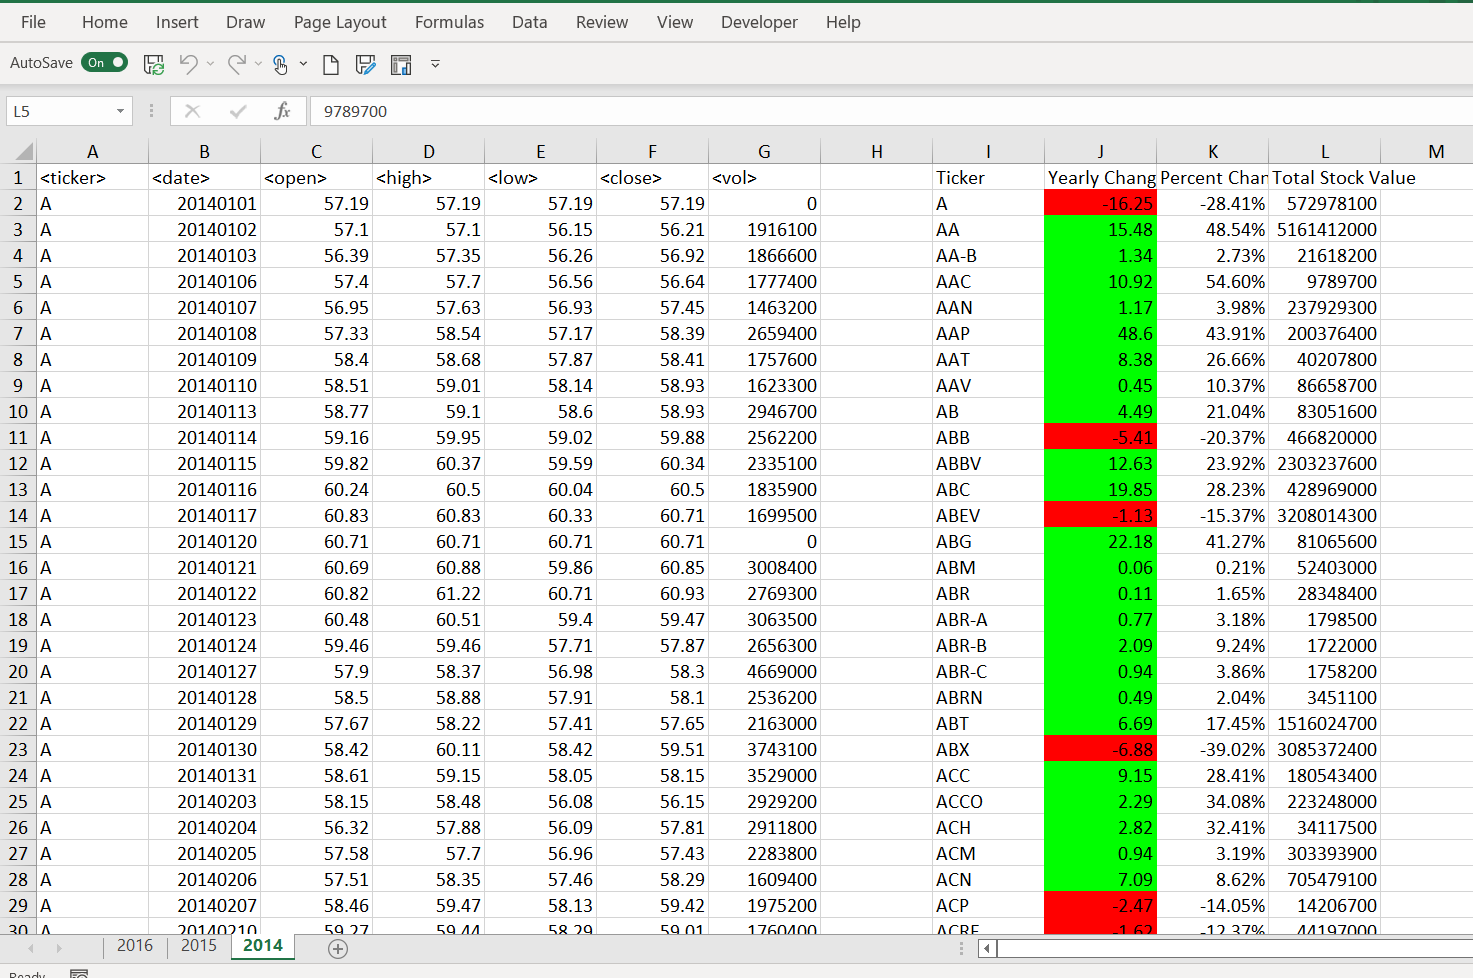 File Home Insert Draw Page Layout Formulas Data Review View Developer Help
AutoSave On
L5 fx 9789700
A B C D E F G H I J K L M
1 <ticker> <date> <open> <high> <low> <close> <vol> Ticker Yearly Chang Percent Chan Total Stock Value
2 A 20140101 57.19 57.19 57.19 57.19 0 A -16.25 -28.41% 572978100
3 A 20140102 57.1 57.1 56.15 56.21 1916100 AA 15.48 48.54% 5161412000
4 A 20140103 56.39 57.35 56.26 56.92 1866600 AA-B 1.34 2.73% 21618200
5 A 20140106 57.4 57.7 56.56 56.64 1777400 AAC 10.92 54.60% 9789700
6 A 20140107 56.95 57.63 56.93 57.45 1463200 AAN 1.17 3.98% 237929300
7 A 20140108 57.33 58.54 57.17 58.39 2659400 AAP 48.6 43.91% 200376400
8 A 20140109 58.4 58.68 57.87 58.41 1757600 AAT 8.38 26.66% 40207800
9 A 20140110 58.51 59.01 58.14 58.93 1623300 AAV 0.45 10.37% 86658700
10 A 20140113 58.77 59.1 58.6 58.93 2946700 AB 4.49 21.04% 83051600
11 A 20140114 59.16 59.95 59.02 59.88 2562200 ABB -5.41 -20.37% 466820000
12 A 20140115 59.82 60.37 59.59 60.34 2335100 ABBV 12.63 23.92% 2303237600
13 A 20140116 60.24 60.5 60.04 60.5 1835900 ABC 19.85 28.23% 428969000
14 A 20140117 60.83 60.83 60.33 60.71 1699500 ABEV -1.13 -15.37% 3208014300
15 A 20140120 60.71 60.71 60.71 60.71 0 ABG 22.18 41.27% 81065600
16 A 20140121 60.69 60.88 59.86 60.85 3008400 ABM 0.06 0.21% 52403000
17 A 20140122 60.82 61.22 60.71 60.93 2769300 ABR 0.11 1.65% 28348400
18 A 20140123 60.48 60.51 59.4 59.47 3063500 ABR-A 0.77 3.18% 1798500
19 A 20140124 59.46 59.46 57.71 57.87 2656300 ABR-B 2.09 9.24% 1722000
20 A 20140127 57.9 58.37 56.98 58.3 4669000 ABR-C 0.94 3.86% 1758200
21 A 20140128 58.5 58.88 57.91 58.1 2536200 ABRN 0.49 2.04% 3451100
22 A 20140129 57.67 58.22 57.41 57.65 2163000 ABT 6.69 17.45% 1516024700
23 A 20140130 58.42 60.11 58.42 59.51 3743100 ABX -6.88 -39.02% 3085372400
24 A 20140131 58.61 59.15 58.05 58.15 3529000 ACC 9.15 28.41% 180543400
25 A 20140203 58.15 58.48 56.08 56.15 2929200 ACCO 2.29 34.08% 223248000
26 A 20140204 56.32 57.88 56.09 57.81 2911800 ACH 2.82 32.41% 34117500
27 A 20140205 57.58 57.7 56.96 57.43 2283800 ACM 0.94 3.19% 303393900
28 A 20140206 57.51 58.35 57.46 58.29 1609400 ACN 7.09 8.62% 705479100
29 A 20140207 58.46 59.47 58.13 59.42 1975200 ACP -2.47 -14.05% 14206700
30 A 20140210 59.27 59.44 58.29 59.01 1760400 ACRE -1.62 -12.37% 44197000
2016 2015 2014
Ready